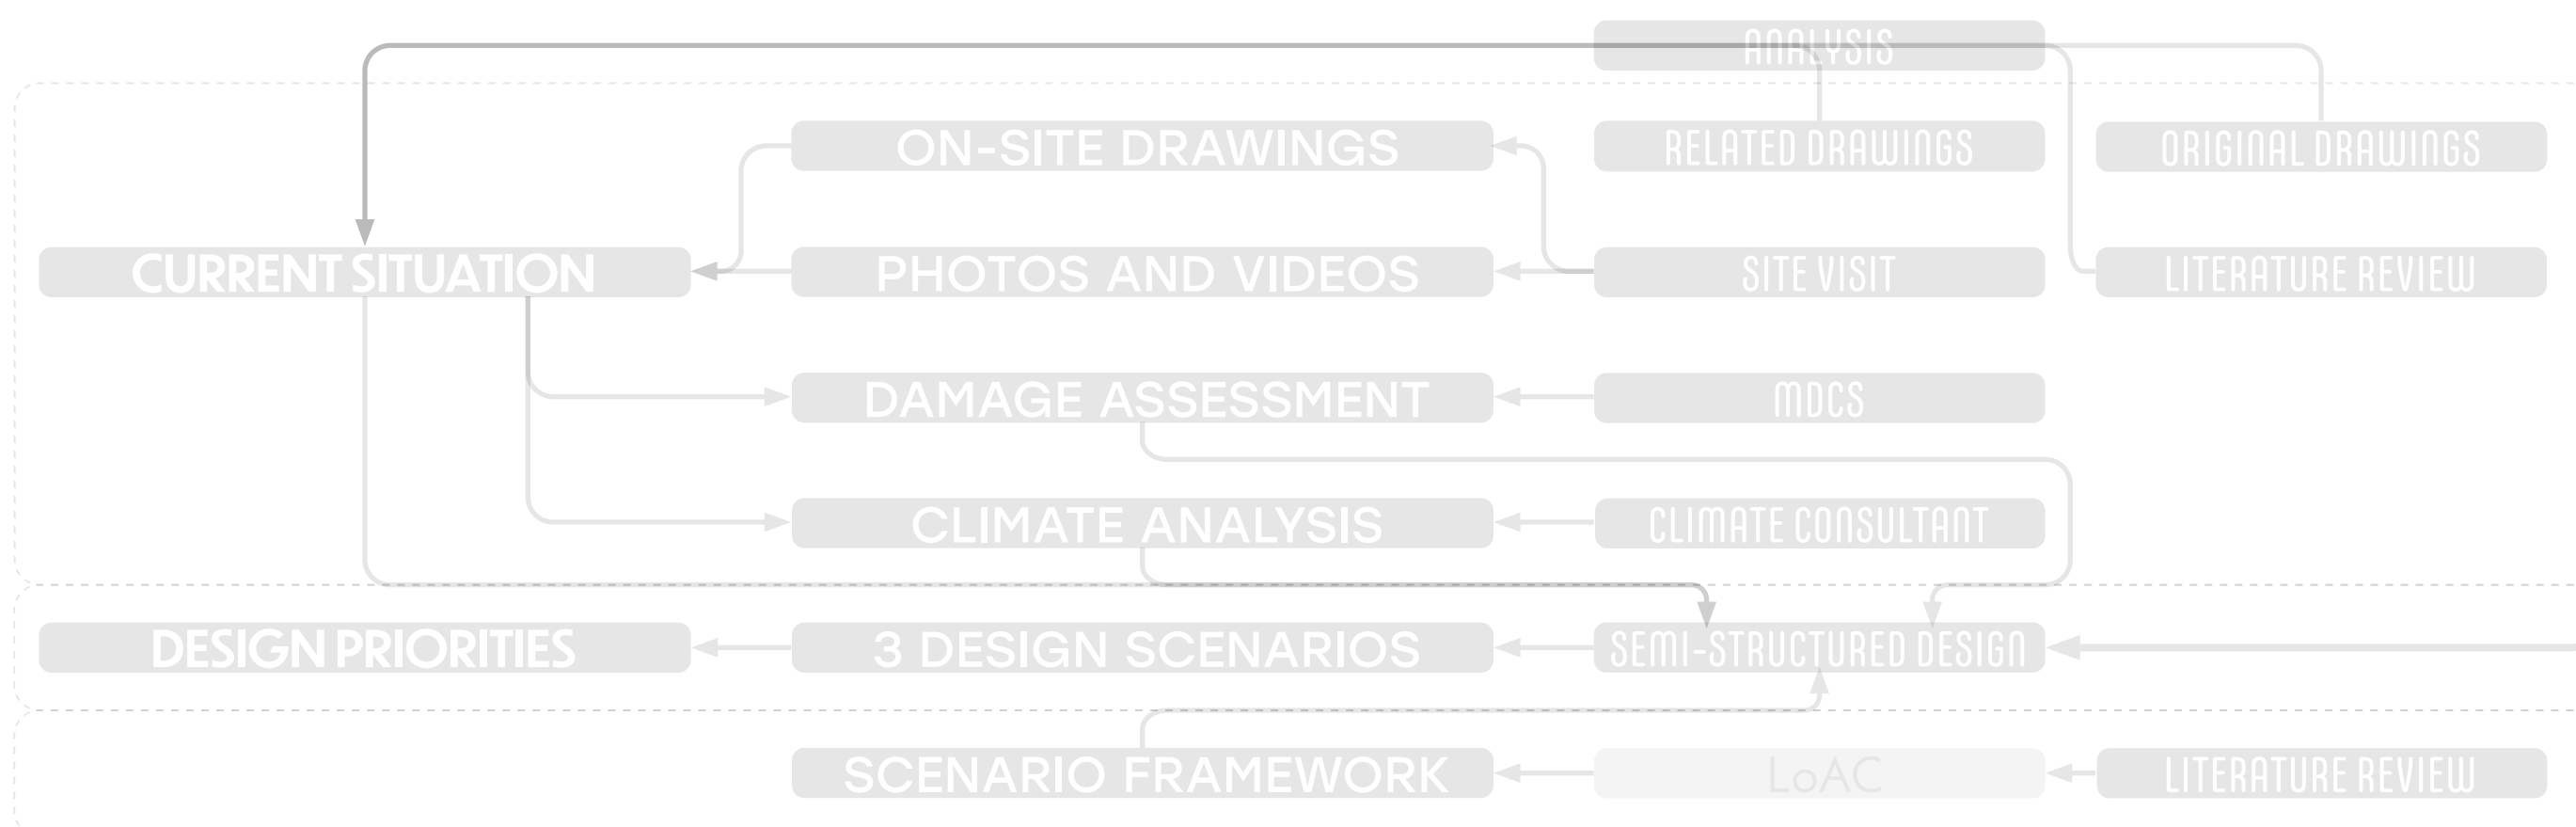 ANALYSIS
ON-SITE DRAWINGS
RELATED DRAWINGS
ORIGINAL DRAWINGS
CURRENT SITUATION
PHOTOS AND VIDEOS
SITE VISIT
LITERATURE REVIEW
DAMAGE ASSESSMENT
MDCS
CLIMATE ANALYSIS
CLIMATE CONSULTANT
DESIGN PRIORITIES
3 DESIGN SCENARIOS
SEMI-STRUCTURED DESIGN
SCENARIO FRAMEWORK
LoAC
LITERATURE REVIEW